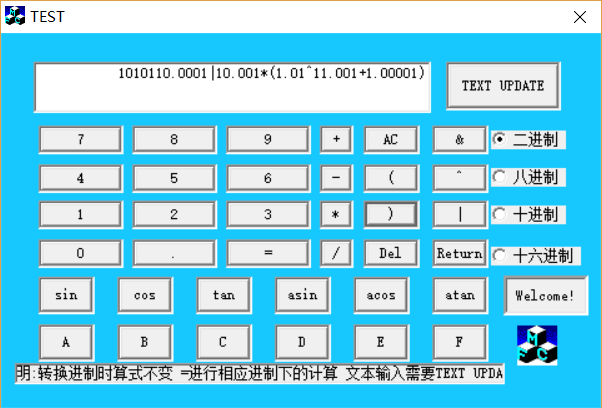 TEST
1010110.0001|10.001*(1.01^11.001+1.00001)
TEXT UPDATE
7 8 9 + AC & 二进制
4 5 6 - ( ^ 八进制
1 2 3 * ) | 十进制
0 . = / Del Return 十六进制
sin cos tan asin acos atan Welcome!
A B C D E F
明:转换进制时算式不变 =进行相应进制下的计算 文本输入需要TEXT UPDA